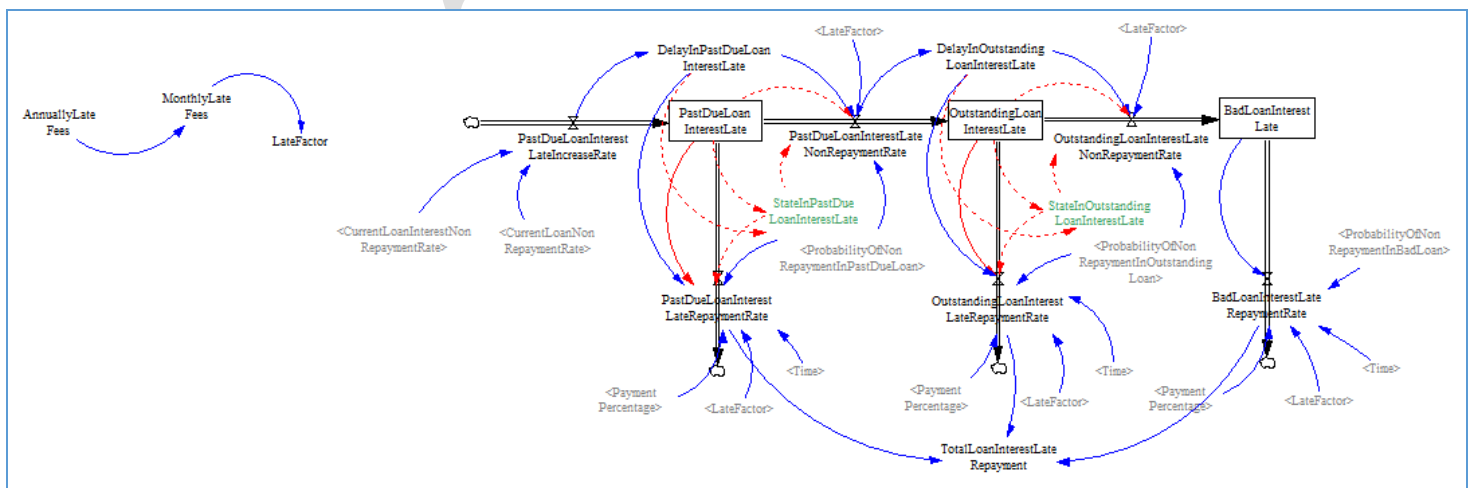 AnnuallyLate
Fees
MonthlyLate
Fees
LateFactor
<LateFactor>
<LateFactor>
DelayInPastDueLoan
InterestLate
DelayInOutstanding
LoanInterestLate
PastDueLoan
InterestLate
OutstandingLoan
InterestLate
BadLoanInterest
Late
PastDueLoanInterest
LateIncreaseRate
PastDueLoanInterestLate
NonRepaymentRate
OutstandingLoanInterestLate
NonRepaymentRate
StateInPastDue
LoanInterestLate
StateInOutstanding
LoanInterestLate
<CurrentLoanInterestNon
RepaymentRate>
<CurrentLoanNon
RepaymentRate>
<ProbabilityOfNon
RepaymentInPastDueLoan>
<ProbabilityOfNon
RepaymentInOutstanding
Loan>
<ProbabilityOfNon
RepaymentInBadLoan>
PastDueLoanInterest
LateRepaymentRate
OutstandingLoanInterest
LateRepaymentRate
BadLoanInterestLate
RepaymentRate
<Payment
Percentage>
<LateFactor>
<Time>
<Payment
Percentage>
<LateFactor>
<Time>
<Payment
Percentage>
<LateFactor>
<Time>
TotalLoanInterestLate
Repayment